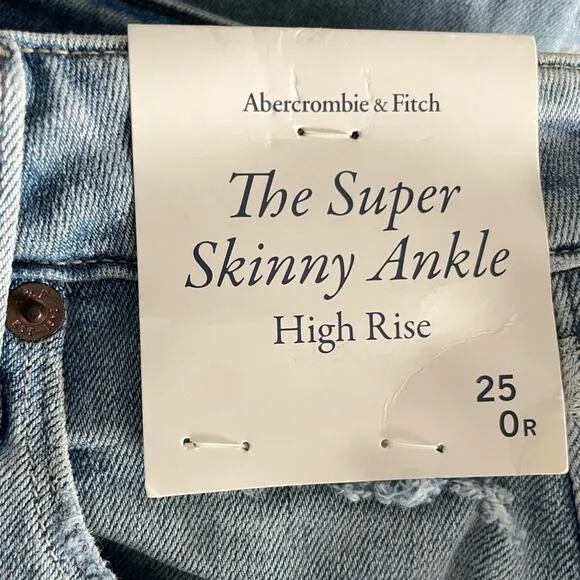 Abercrombie & Fitch
The Super
Skinny Ankle
High Rise
25
0R